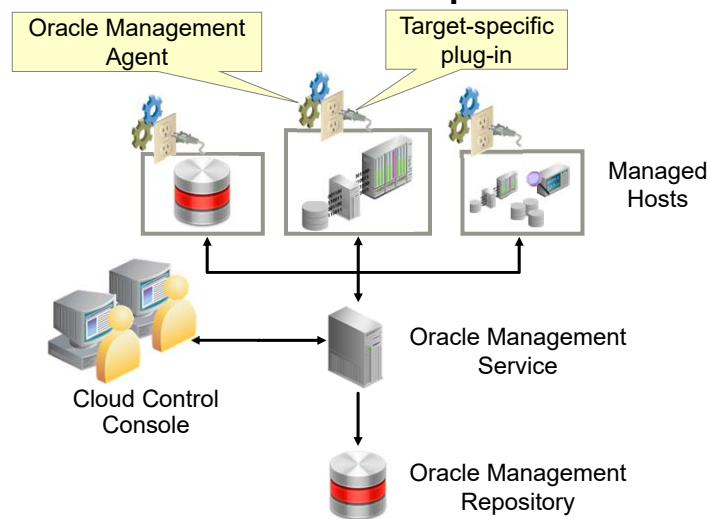 Oracle Management
Agent
Target-specific
plug-in
Managed
Hosts
Oracle Management
Service
Cloud Control
Console
Oracle Management
Repository